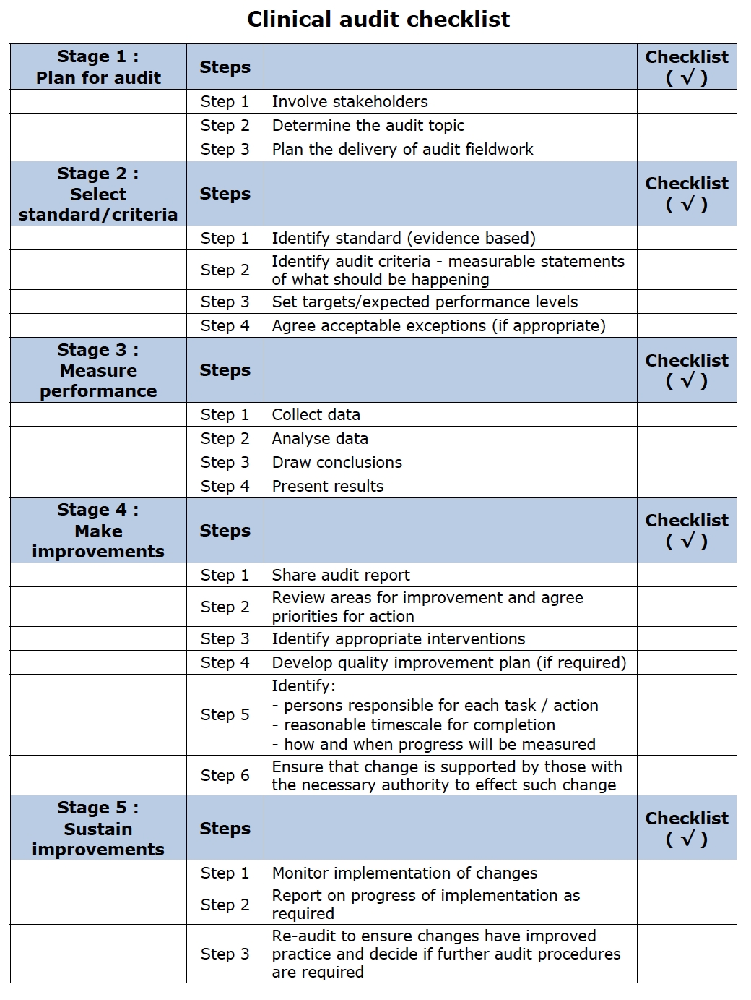 Clinical audit checklist
Stage 1 :
Plan for audit
Steps
Checklist
( √ )
Step 1
Involve stakeholders
Step 2
Determine the audit topic
Step 3
Plan the delivery of audit fieldwork
Stage 2 :
Select
standard/criteria
Steps
Checklist
( √ )
Step 1
Identify standard (evidence based)
Step 2
Identify audit criteria - measurable statements
of what should be happening
Step 3
Set targets/expected performance levels
Step 4
Agree acceptable exceptions (if appropriate)
Stage 3 :
Measure
performance
Steps
Checklist
( √ )
Step 1
Collect data
Step 2
Analyse data
Step 3
Draw conclusions
Step 4
Present results
Stage 4 :
Make
improvements
Steps
Checklist
( √ )
Step 1
Share audit report
Step 2
Review areas for improvement and agree
priorities for action
Step 3
Identify appropriate interventions
Step 4
Develop quality improvement plan (if required)
Step 5
Identify:
- persons responsible for each task / action
- reasonable timescale for completion
- how and when progress will be measured
Step 6
Ensure that change is supported by those with
the necessary authority to effect such change
Stage 5 :
Sustain
improvements
Steps
Checklist
( √ )
Step 1
Monitor implementation of changes
Step 2
Report on progress of implementation as
required
Step 3
Re-audit to ensure changes have improved
practice and decide if further audit procedures
are required